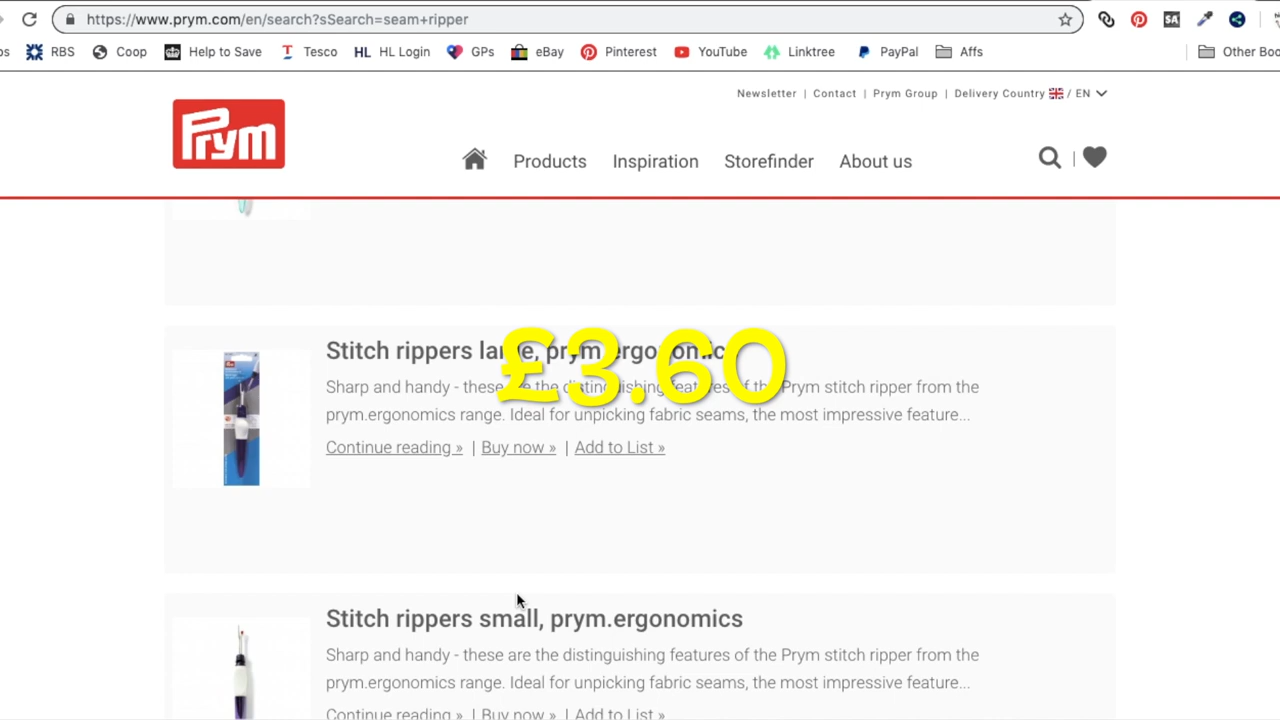 https://www.prym.com/en/search?sSearch=seam+ripper
SA
RBS Coop Help to Save Tesco HL HL Login GPs eBay Pinterest YouTube Linktree PayPal Affs Other Boo
Newsletter | Contact | Prym Group | Delivery Country / EN
Prym
Products Inspiration Storefinder About us
Stitch rippers large, prym.ergonomics
£3.60
Sharp and handy - these are the distinguishing features of the Prym stitch ripper from the
prym.ergonomics range. Ideal for unpicking fabric seams, the most impressive feature...
Continue reading » | Buy now » | Add to List »
Stitch rippers small, prym.ergonomics
Sharp and handy - these are the distinguishing features of the Prym stitch ripper from the
prym.ergonomics range. Ideal for unpicking fabric seams, the most impressive feature...
Continue reading » | Buy now » | Add to List »